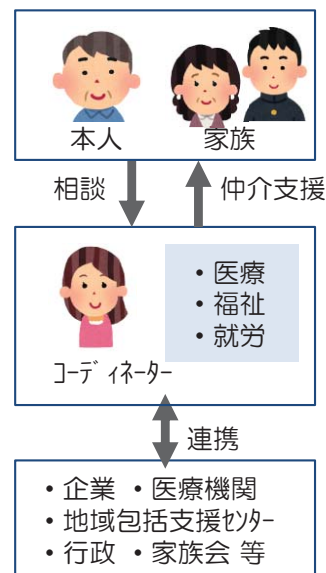 本人 家族
相談 仲介支援
・医療
・福祉
・就労
ｺｰﾃﾞｨﾈｰﾀｰ
連携
・企業 ・医療機関
・地域包括支援ｾﾝﾀｰ
・行政 ・家族会 等